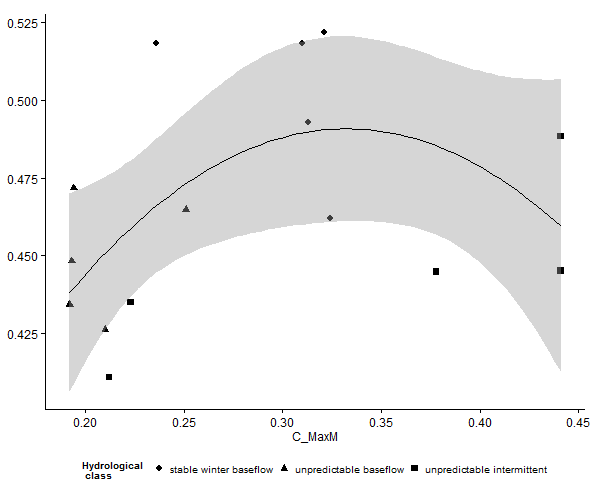 0.525
0.500
0.475
0.450
0.425
0.20 0.25 0.30 0.35 0.40 0.45
C_MaxM
Hydrological
class
stable winter baseflow unpredictable baseflow unpredictable intermittent